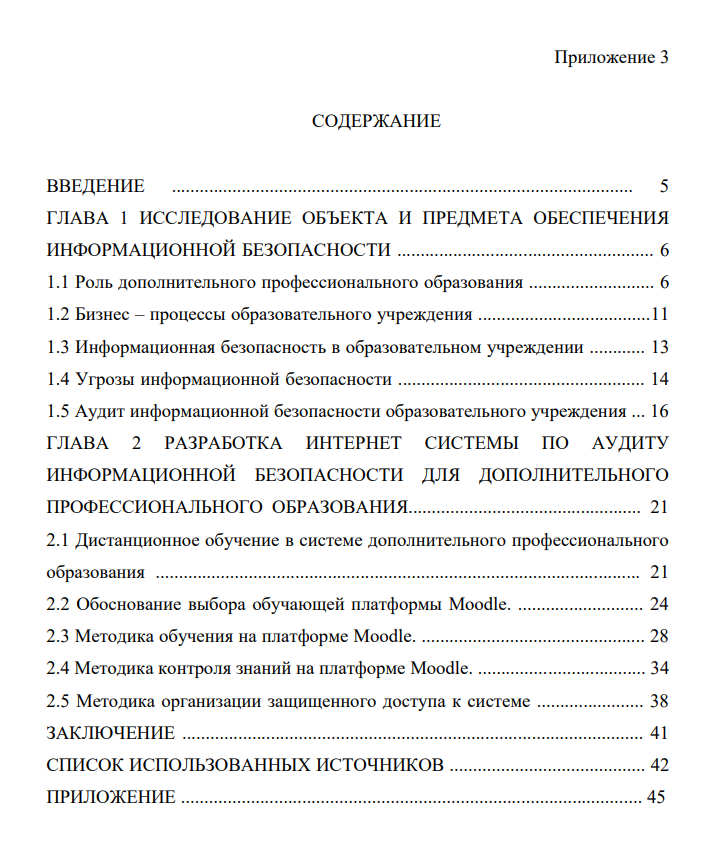 Приложение 3
СОДЕРЖАНИЕ
ВВЕДЕНИЕ .................................................................................................. 5
ГЛАВА 1 ИССЛЕДОВАНИЕ ОБЪЕКТА И ПРЕДМЕТА ОБЕСПЕЧЕНИЯ
ИНФОРМАЦИОННОЙ БЕЗОПАСНОСТИ ...................................................... 6
1.1 Роль дополнительного профессионального образования ........................... 6
1.2 Бизнес – процессы образовательного учреждения .....................................11
1.3 Информационная безопасность в образовательном учреждении ............ 13
1.4 Угрозы информационной безопасности .................................................... 14
1.5 Аудит информационной безопасности образовательного учреждения ... 16
ГЛАВА 2 РАЗРАБОТКА ИНТЕРНЕТ СИСТЕМЫ ПО АУДИТУ
ИНФОРМАЦИОННОЙ БЕЗОПАСНОСТИ ДЛЯ ДОПОЛНИТЕЛЬНОГО
ПРОФЕССИОНАЛЬНОГО ОБРАЗОВАНИЯ................................................. 21
2.1 Дистанционное обучение в системе дополнительного профессионального
образования ...................................................................................................... 21
2.2 Обоснование выбора обучающей платформы Moodle. ........................... 24
2.3 Методика обучения на платформе Moodle. ............................................... 28
2.4 Методика контроля знаний на платформе Moodle. ................................... 34
2.5 Методика организации защищенного доступа к системе ....................... 38
ЗАКЛЮЧЕНИЕ ................................................................................................. 41
СПИСОК ИСПОЛЬЗОВАННЫХ ИСТОЧНИКОВ ......................................... 42
ПРИЛОЖЕНИЕ ................................................................................................. 45